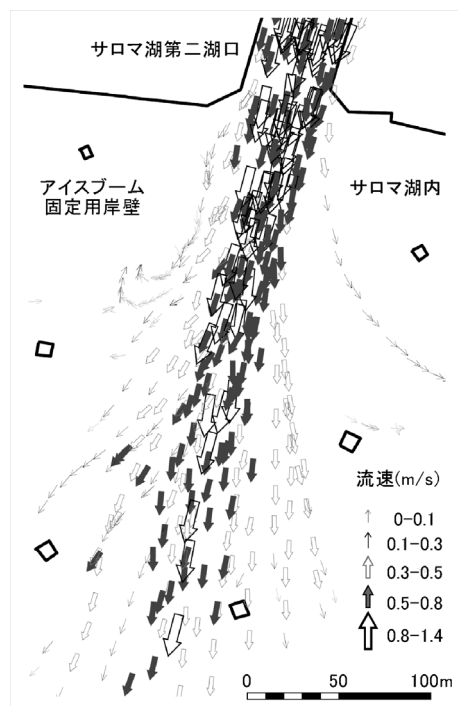 サロマ湖第二湖口
アイスブーム
固定用岸壁
サロマ湖内
流速(m/s)
0-0.1
0.1-0.3
0.3-0.5
0.5-0.8
0.8-1.4
0 50 100m